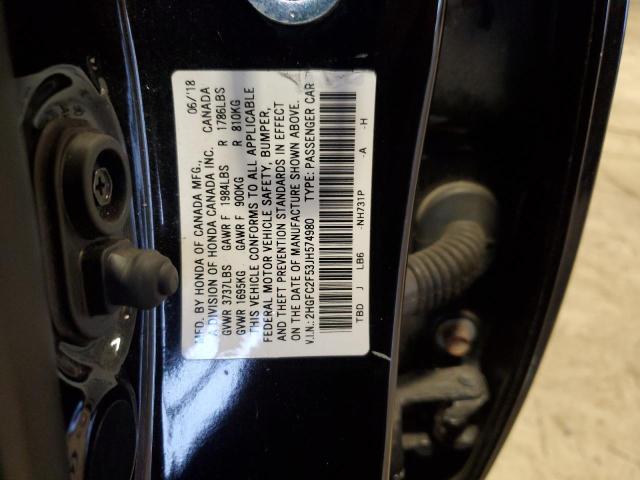 MFD. BY HONDA OF CANADA MFG., 06/'18
A DIVISION OF HONDA CANADA INC. CANADA
GVWR 3737LBS GAWR F 1984LBS R 1786LBS
GVWR 1695KG GAWR F 900KG R 810KG
THIS VEHICLE CONFORMS TO ALL APPLICABLE
FEDERAL MOTOR VEHICLE SAFETY, BUMPER,
AND THEFT PREVENTION STANDARDS IN EFFECT
ON THE DATE OF MANUFACTURE SHOWN ABOVE.
V.I.N.: 2HGFC2F53JH574980 TYPE: PASSENGER CAR
TBD J LB6 -NH731P -A -H